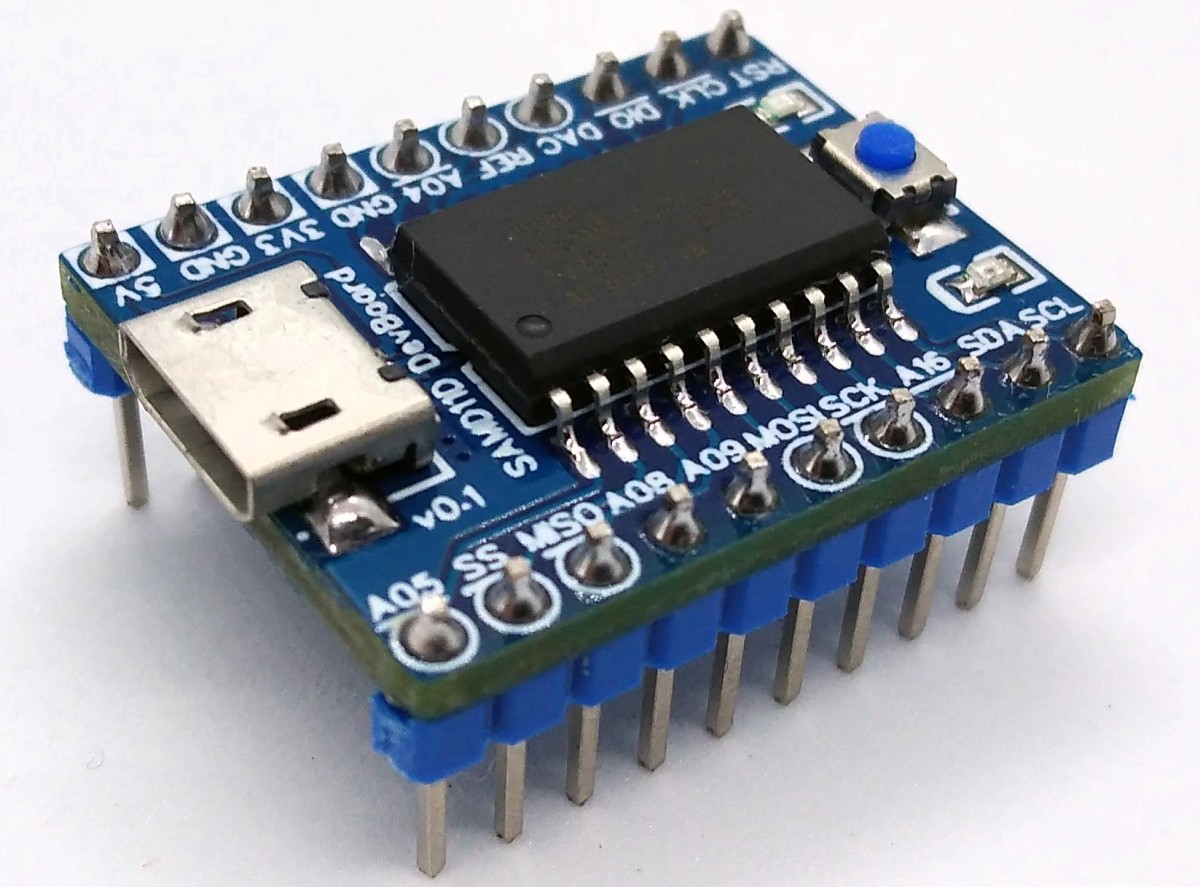 RST
CLK
DIO
DAC
REF
A04
GND
3V3
GND
5V
SAMD10 DevBoard
v0.1
A05
SS
MISO
A08
A09
MOSI
SCK
A16
SDA
SCL